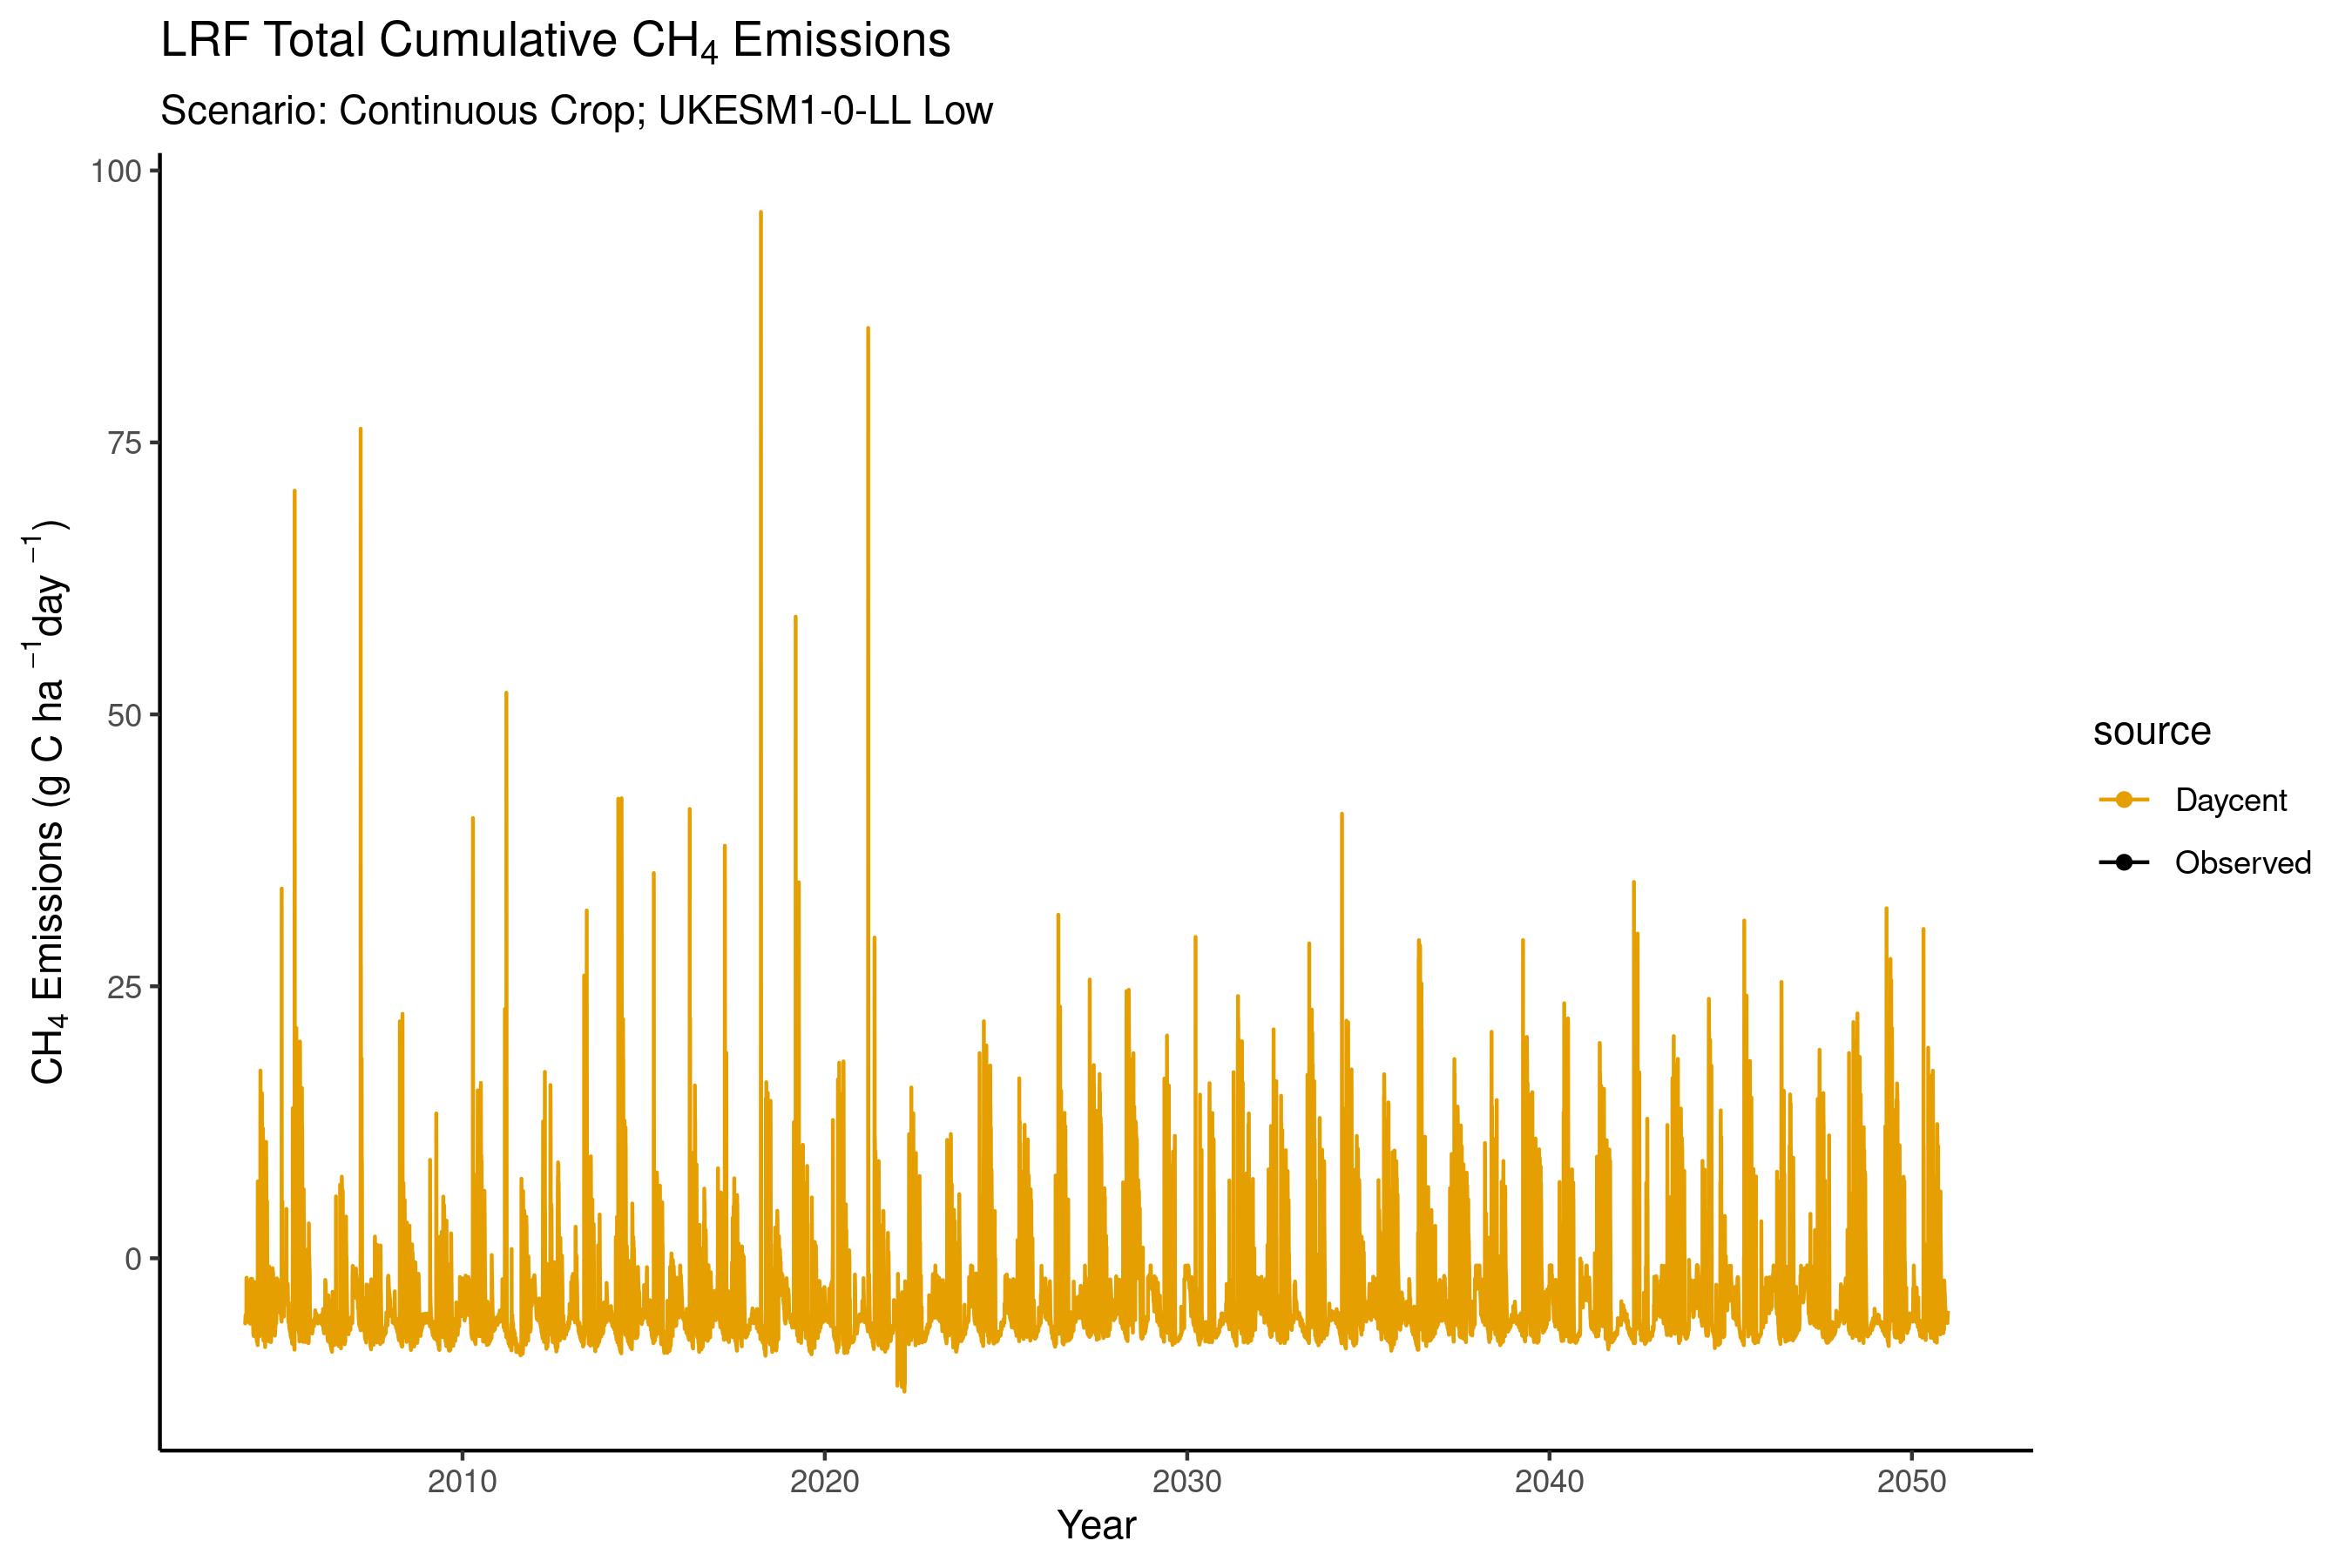 LRF Total Cumulative CH₄ Emissions
Scenario: Continuous Crop; UKESM1-0-LL Low
CH₄ Emissions (g C ha ⁻¹day ⁻¹)
100
75
50
25
0
2010 2020 2030 2040 2050
Year
source
Daycent
Observed